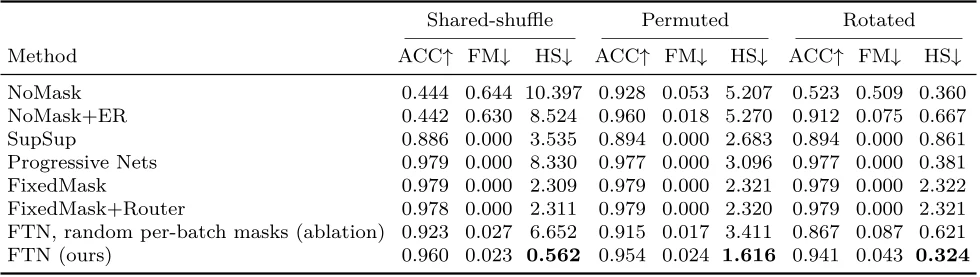 Shared-shuffle Permuted Rotated
Method ACC↑ FM↓ HS↓ ACC↑ FM↓ HS↓ ACC↑ FM↓ HS↓
NoMask 0.444 0.644 10.397 0.928 0.053 5.207 0.523 0.509 0.360
NoMask+ER 0.442 0.630 8.524 0.960 0.018 5.270 0.912 0.075 0.667
SupSup 0.886 0.000 3.535 0.894 0.000 2.683 0.894 0.000 0.861
Progressive Nets 0.979 0.000 8.330 0.977 0.000 3.096 0.977 0.000 0.381
FixedMask 0.979 0.000 2.309 0.979 0.000 2.321 0.979 0.000 2.322
FixedMask+Router 0.978 0.000 2.311 0.979 0.000 2.320 0.979 0.000 2.321
FTN, random per-batch masks (ablation) 0.923 0.027 6.652 0.915 0.017 3.411 0.867 0.087 0.621
FTN (ours) 0.960 0.023 0.562 0.954 0.024 1.616 0.941 0.043 0.324